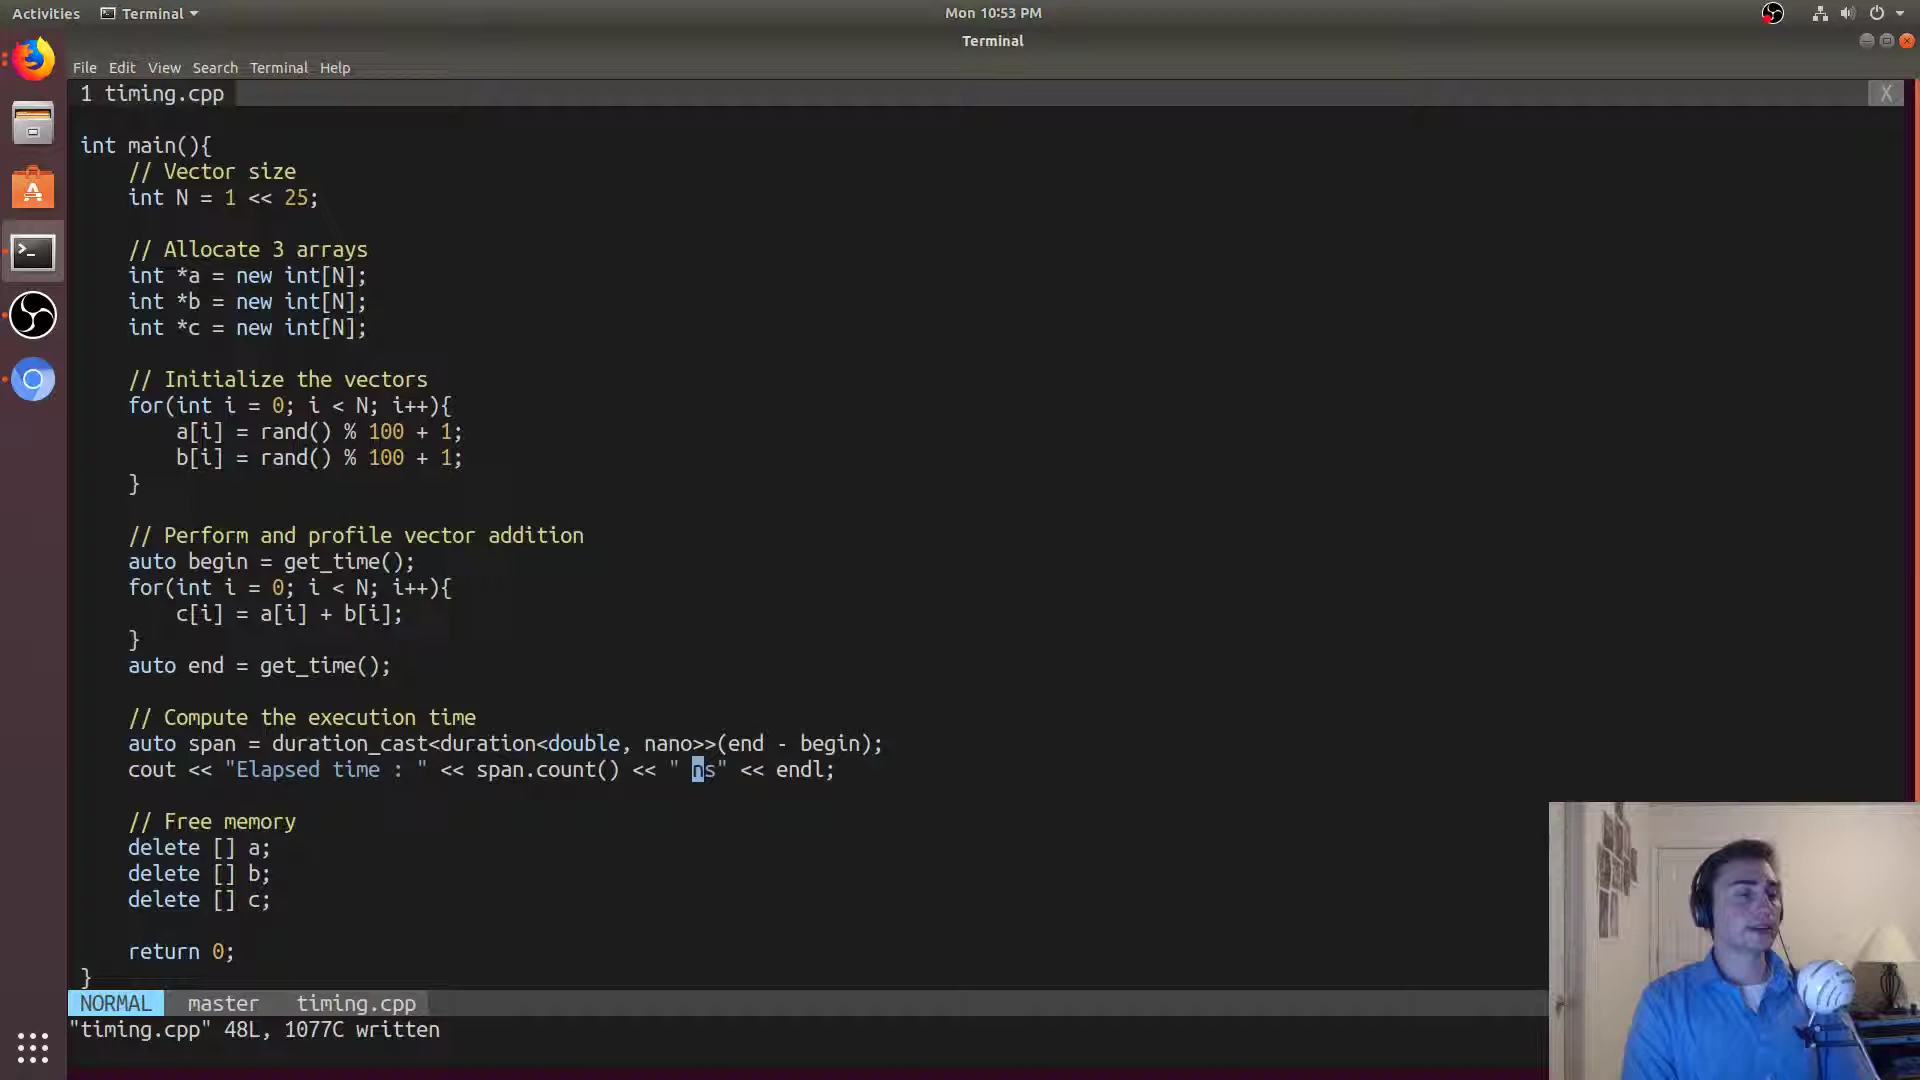 Activities Terminal Mon 10:53 PM
Terminal
File Edit View Search Terminal Help
1 timing.cpp X
int main(){
// Vector size
int N = 1 << 25;
// Allocate 3 arrays
int *a = new int[N];
int *b = new int[N];
int *c = new int[N];
// Initialize the vectors
for(int i = 0; i < N; i++){
a[i] = rand() % 100 + 1;
b[i] = rand() % 100 + 1;
}
// Perform and profile vector addition
auto begin = get_time();
for(int i = 0; i < N; i++){
c[i] = a[i] + b[i];
}
auto end = get_time();
// Compute the execution time
auto span = duration_cast<duration<double, nano>>(end - begin);
cout << "Elapsed time : " << span.count() << " ns" << endl;
// Free memory
delete [] a;
delete [] b;
delete [] c;
return 0;
}
NORMAL master timing.cpp
"timing.cpp" 48L, 1077C written